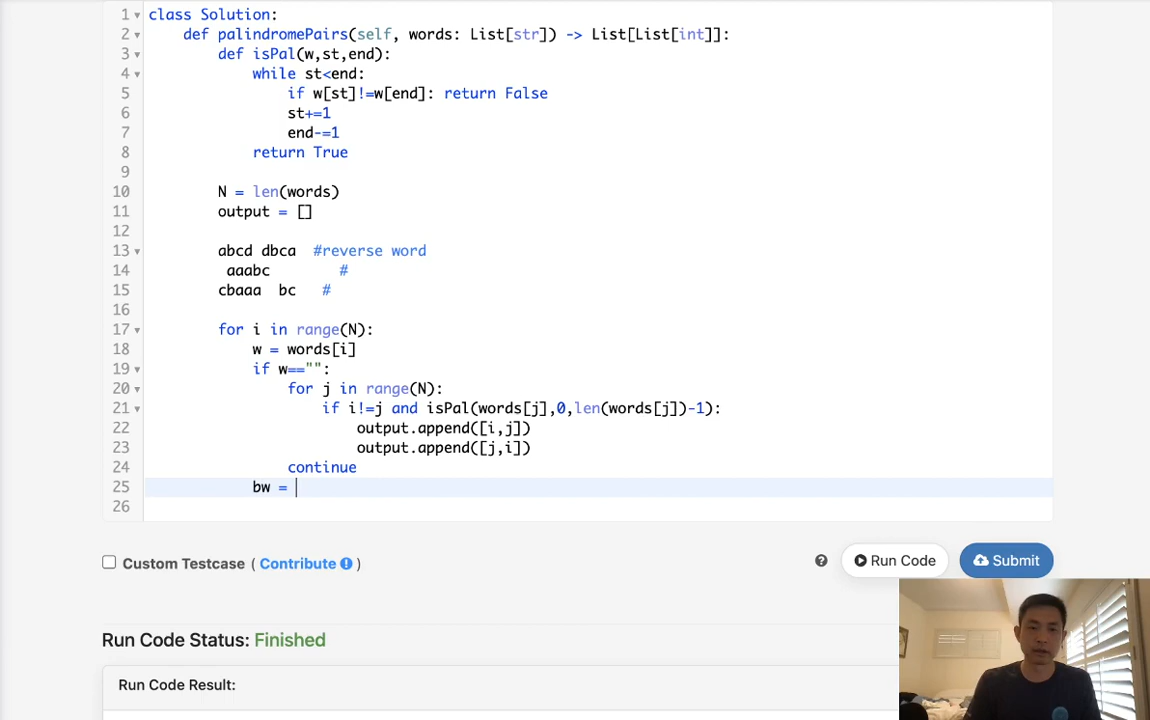 1 class Solution:
2 def palindromePairs(self, words: List[str]) -> List[List[int]]:
3 def isPal(w,st,end):
4 while st<end:
5 if w[st]!=w[end]: return False
6 st+=1
7 end-=1
8 return True
9
10 N = len(words)
11 output = []
12
13 abcd dbca #reverse word
14 aaabc #
15 cbaaa bc #
16
17 for i in range(N):
18 w = words[i]
19 if w=="":
20 for j in range(N):
21 if i!=j and isPal(words[j],0,len(words[j])-1):
22 output.append([i,j])
23 output.append([j,i])
24 continue
25 bw =
26
Custom Testcase ( Contribute ! )
? Run Code Submit
Run Code Status: Finished
Run Code Result: